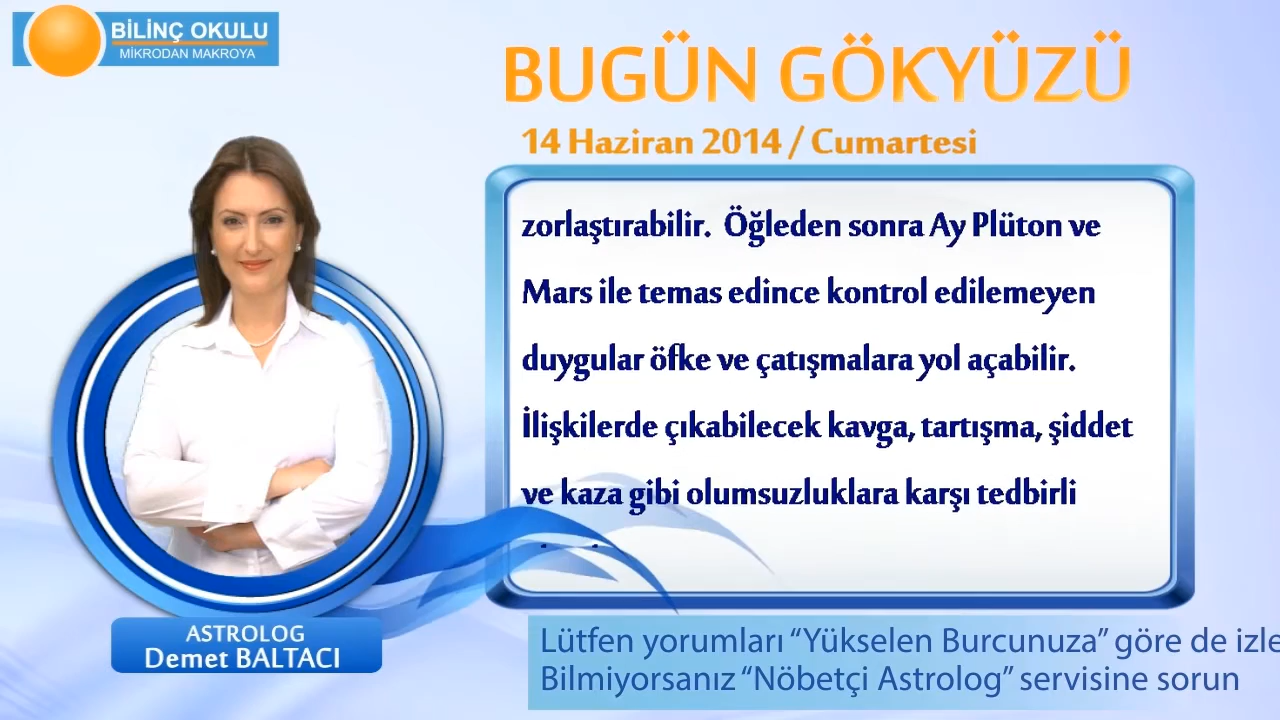 BİLİNÇ OKULU
MİKRODAN MAKROYA
BUGÜN GÖKYÜZÜ
14 Haziran 2014 / Cumartesi
zorlaştırabilir. Öğleden sonra Ay Plüton ve
Mars ile temas edince kontrol edilemeyen
duygular öfke ve çatışmalara yol açabilir.
İlişkilerde çıkabilecek kavga, tartışma, şiddet
ve kaza gibi olumsuzluklara karşı tedbirli
ASTROLOG
Demet BALTACI
Lütfen yorumları “Yükselen Burcunuza” göre de izle
Bilmiyorsanız “Nöbetçi Astrolog” servisine sorun